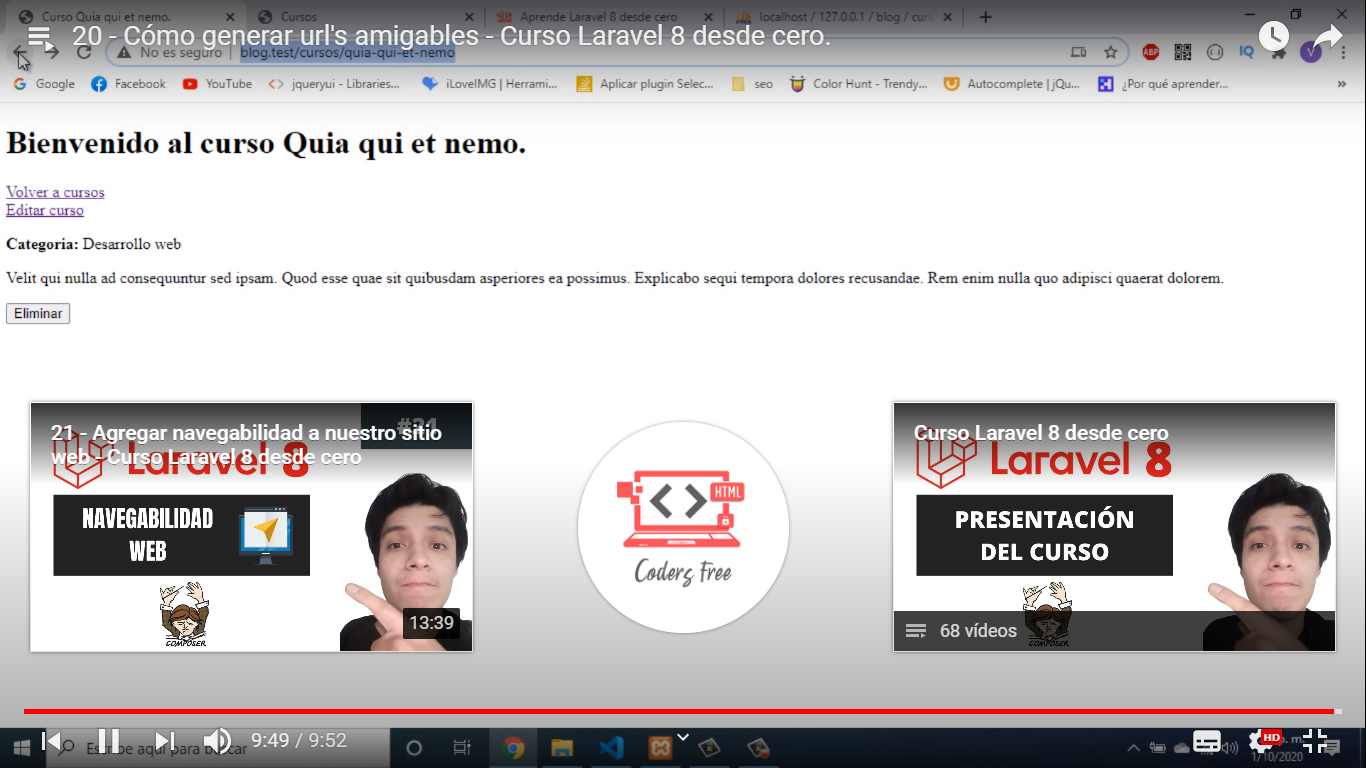 Curso Quia qui et nemo.
Cursos
Aprende Laravel 8 desde cero
localhost / 127.0.0.1 / blog / curs
20 - Cómo generar url's amigables - Curso Laravel 8 desde cero.
No es seguro
blog.test/cursos/quia-qui-et-nemo
ABP
IQ
V
Google
Facebook
YouTube
jqueryui - Libraries...
iLoveIMG | Herrami...
Aplicar plugin Selec...
seo
Color Hunt - Trendy...
Autocomplete | jQu...
¿Por qué aprender...
»
Bienvenido al curso Quia qui et nemo.
Volver a cursos
Editar curso
Categoria: Desarrollo web
Velit qui nulla ad consequuntur sed ipsam. Quod esse quae sit quibusdam asperiores ea possimus. Explicabo sequi tempora dolores recusandae. Rem enim nulla quo adipisci quaerat dolorem.
Eliminar
#21
21 - Agregar navegabilidad a nuestro sitio
web - Curso Laravel 8 desde cero
Laravel 8
NAVEGABILIDAD
WEB
COMPOSER
13:39
HTML
Coders Free
Curso Laravel 8 desde cero
Laravel 8
PRESENTACIÓN
DEL CURSO
COMPOSER
68 vídeos
9:49 / 9:52
Escribe aquí para buscar
HD
1/10/2020